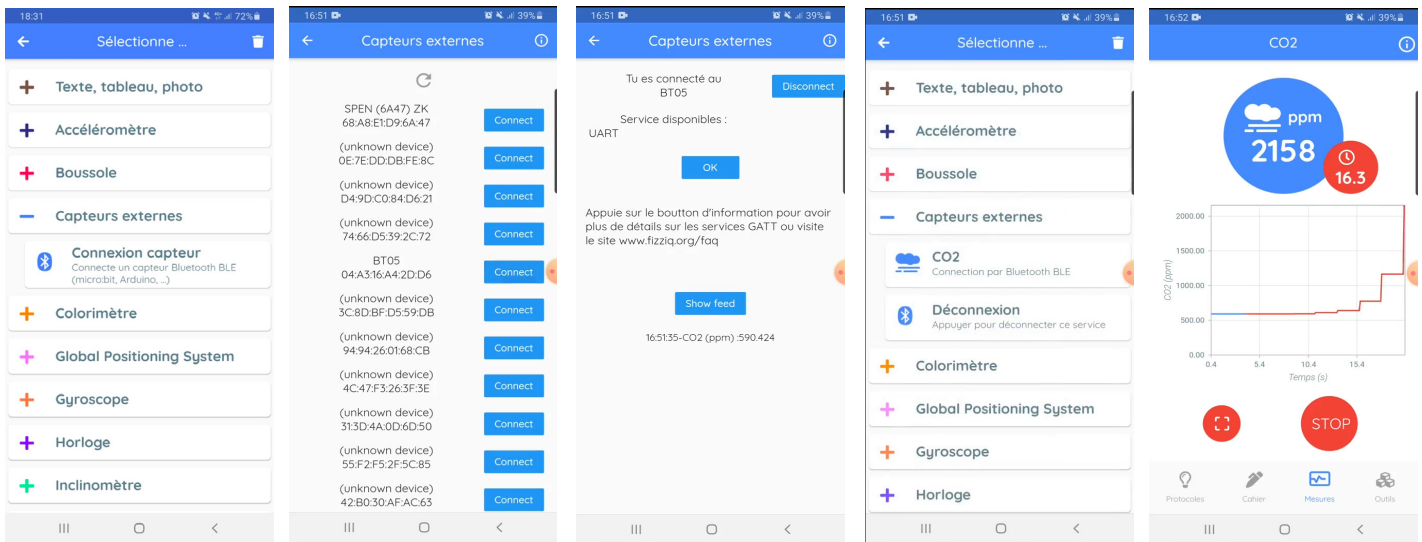 18:31
72%
Sélectionne ...
Texte, tableau, photo
Accéléromètre
Boussole
Capteurs externes
Connexion capteur
Connecte un capteur Bluetooth BLE
(micro:bit, Arduino, ...)
Colorimètre
Global Positioning System
Gyroscope
Horloge
Inclinomètre
16:51
39%
Capteurs externes
SPEN (6A47) ZK
68:A8:E1:D9:6A:47
Connect
(unknown device)
0E:7E:DD:DB:FE:8C
Connect
(unknown device)
D4:9D:C0:84:D6:21
Connect
(unknown device)
74:66:D5:39:2C:72
Connect
BT05
04:A3:16:A4:2D:D6
Connect
(unknown device)
3C:8D:BF:D5:59:DB
Connect
(unknown device)
94:94:26:01:68:CB
Connect
(unknown device)
4C:47:F3:26:3F:3E
Connect
(unknown device)
31:3D:4A:0D:6D:50
Connect
(unknown device)
55:F2:F5:2F:5C:85
Connect
(unknown device)
42:B0:30:AF:AC:63
Connect
16:51
39%
Capteurs externes
Tu es connecté au
BT05
Disconnect
Service disponibles :
UART
OK
Appuie sur le boutton d'information pour avoir
plus de détails sur les services GATT ou visite
le site www.fizziq.org/faq
Show feed
16:51:35-CO2 (ppm) :590.424
16:51
39%
Sélectionne ...
Texte, tableau, photo
Accéléromètre
Boussole
Capteurs externes
CO2
Connection par Bluetooth BLE
Déconnexion
Appuyer pour déconnecter ce service
Colorimètre
Global Positioning System
Gyroscope
Horloge
16:52
39%
CO2
ppm
2158
16.3
2000.00
1500.00
1000.00
500.00
0.00
CO2 (ppm)
0.4 5.4 10.4 15.4
Temps (s)
STOP
Protocoles Cahier Mesures Outils